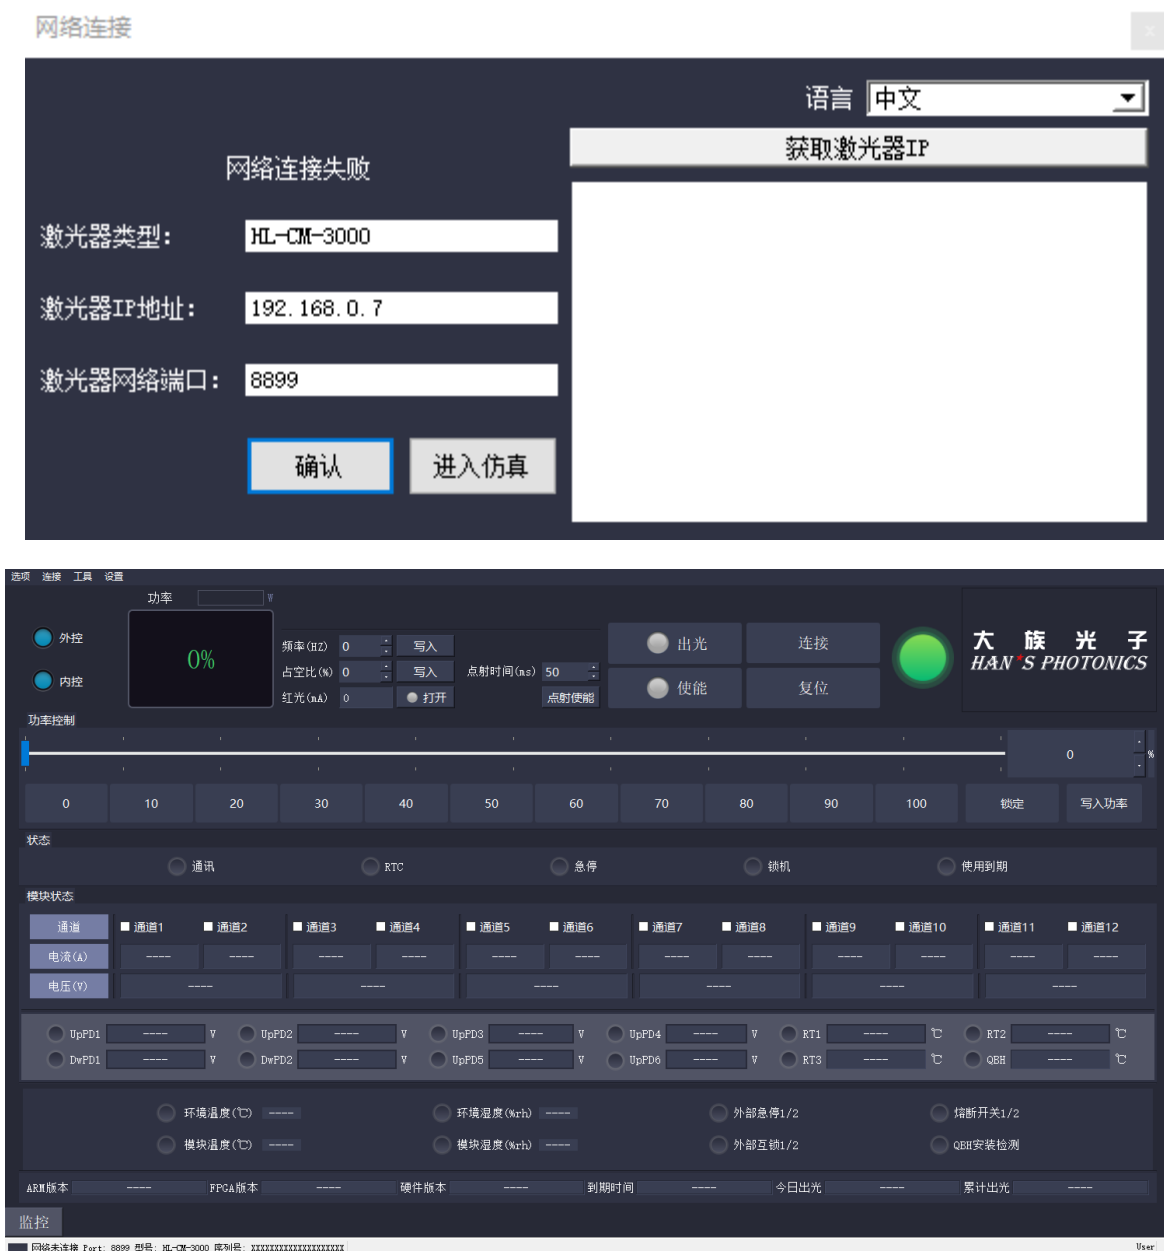 网络连接
语言 中文
获取激光器IP
网络连接失败
激光器类型: HL-CM-3000
激光器IP地址: 192.168.0.7
激光器网络端口: 8899
确认 进入仿真
选项 连接 工具 设置
功率 W
外控
内控
0%
频率(HZ) 0 写入
占空比(%) 0 写入
红光(mA) 0 打开
点射时间(ms) 50
点射使能
出光 连接
使能 复位
大族光子
HAN*S PHOTONICS
功率控制
0 %
0 10 20 30 40 50 60 70 80 90 100 锁定 写入功率
状态
通讯 RTC 急停 锁机 使用到期
模块状态
通道 通道1 通道2 通道3 通道4 通道5 通道6 通道7 通道8 通道9 通道10 通道11 通道12
电流(A) ---- ---- ---- ---- ---- ---- ---- ---- ---- ---- ---- ----
电压(V) ---- ---- ---- ---- ---- ----
UpPD1 ---- V UpPD2 ---- V UpPD3 ---- V UpPD4 ---- V RT1 ---- ℃ RT2 ---- ℃
DwPD1 ---- V DwPD2 ---- V UpPD5 ---- V UpPD6 ---- V RT3 ---- ℃ QBH ---- ℃
环境温度(℃) ---- 环境湿度(%rh) ---- 外部急停1/2 熔断开关1/2
模块温度(℃) ---- 模块湿度(%rh) ---- 外部互锁1/2 QBH安装检测
ARM版本 ---- FPGA版本 ---- 硬件版本 ---- 到期时间 ---- 今日出光 ---- 累计出光 ----
监控
网络未连接 Port: 8899 型号: HL-CM-3000 序列号: XXXXXXXXXXXXXXXXXXXX User